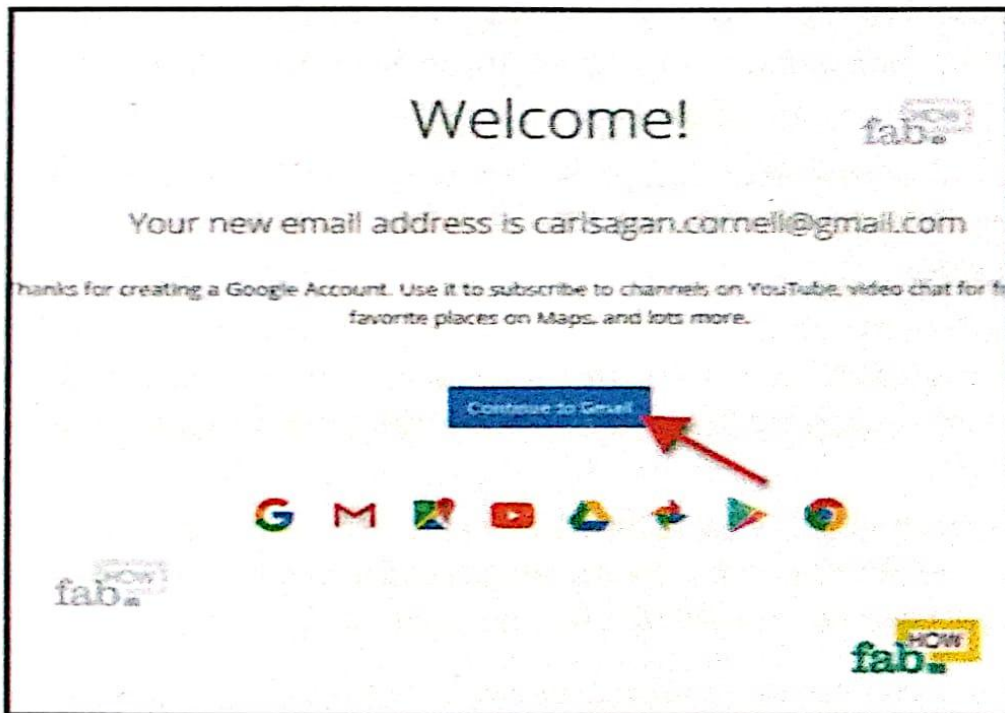 Welcome!
fab HOW
Your new email address is carlsagan.cornell@gmail.com
hanks for creating a Google Account. Use it to subscribe to channels on YouTube, video chat for fr
favorite places on Maps, and lots more.
Continue to Gmail
fab HOW
fab HOW